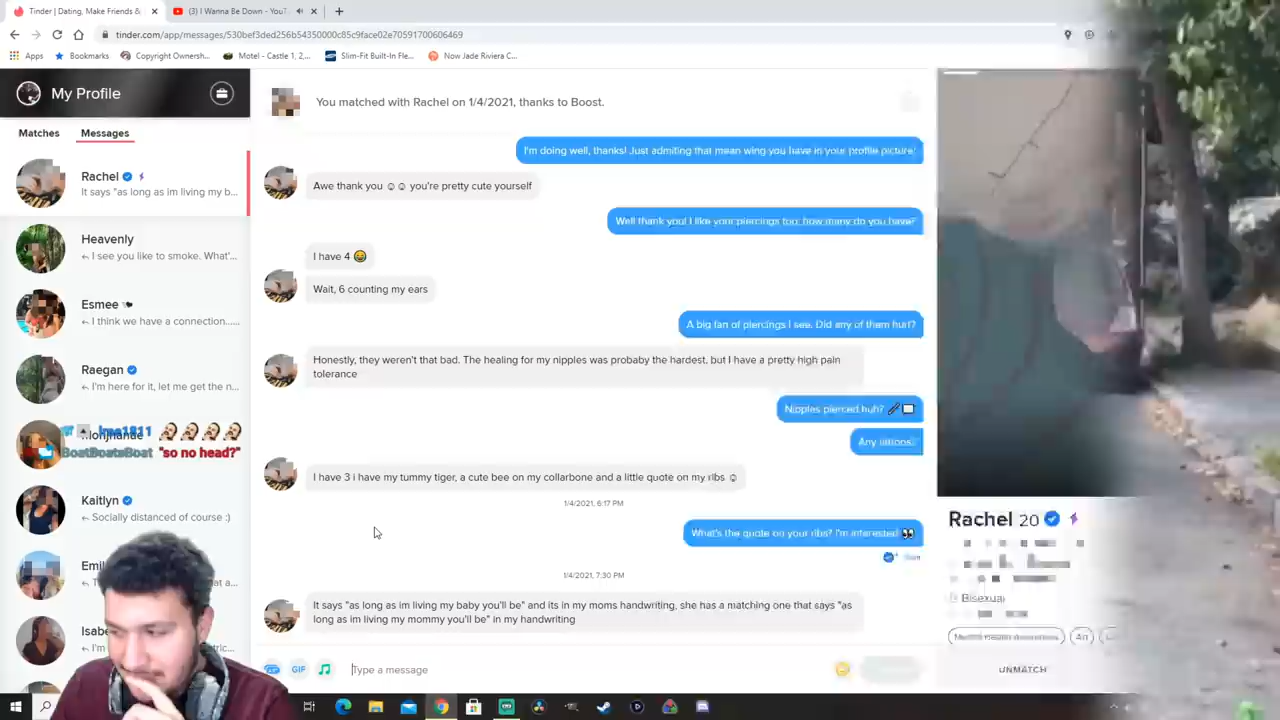 Tinder | Dating, Make Friends &
(3) I Wanna Be Down - YouT
tinder.com/app/messages/530bef3ded256b54350000c85c9face02e70591700606469
Apps
Bookmarks
Copyright Ownersh...
Motel - Castle 1, 2,...
Slim-Fit Built-In Fle...
Now Jade Riviera C...
My Profile
Matches
Messages
Rachel
It says "as long as im living my b...
Heavenly
I see you like to smoke. What'...
Esmee
I think we have a connection......
Raegan
I'm here for it, let me get the n...
BoatBoatsBoat "so no head?"
Kaitlyn
Socially distanced of course :)
Emil
Isabe
You matched with Rachel on 1/4/2021, thanks to Boost.
I'm doing well, thanks! Just admiting that mean wing you have in your profile picture!
Awe thank you ☺☺ you're pretty cute yourself
Well thank you! I like your piercings too; how many do you have?
I have 4 😂
Wait, 6 counting my ears
A big fan of piercings I see. Did any of them hurt?
Honestly, they weren't that bad. The healing for my nipples was probaby the hardest, but I have a pretty high pain
tolerance
Nipples pierced huh?
Any
I have 3 i have my tummy tiger, a cute bee on my collarbone and a little quote on my ribs ☺
1/4/2021, 6:17 PM
What's the quote on your ribs? I'm interested 👀
1/4/2021, 7:30 PM
It says "as long as im living my baby you'll be" and its in my moms handwriting, she has a matching one that says "as
long as im living my mommy you'll be" in my handwriting
GIF
Type a message
Rachel 20
Bisexual
Art
UNMATCH